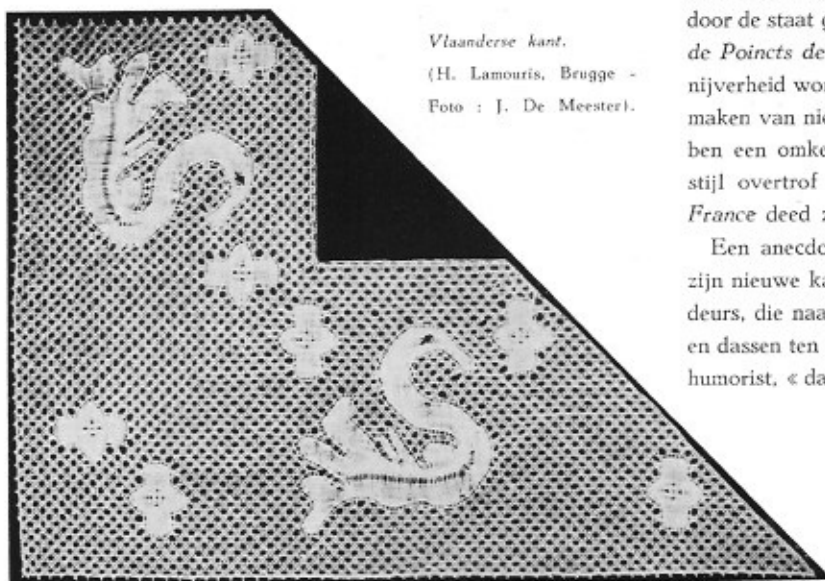 Vlaanderse kant.
(H. Lamouris, Brugge -
Foto : J. De Meester).
door de staat g
de Poincts de
nijverheid wor
maken van nie
ben een omke
stijl overtrof
France deed z
Een anecdo
zijn nieuwe ka
deurs, die naa
en dassen ten
humorist, « da